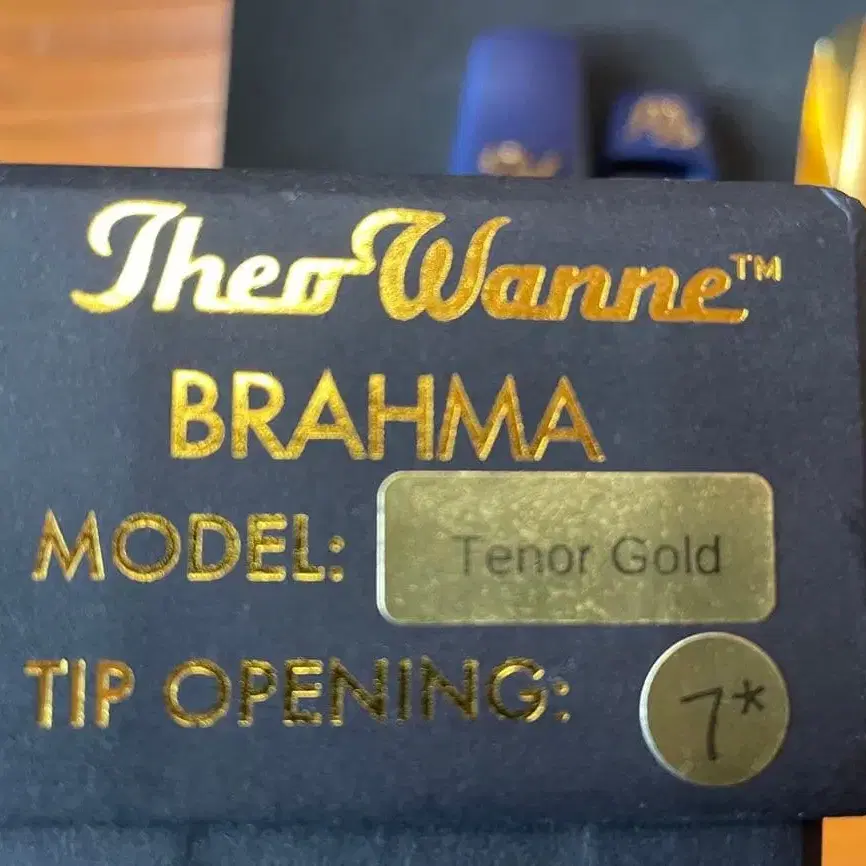 Theo Wanne™
BRAHMA
MODEL: Tenor Gold
TIP OPENING: 7*